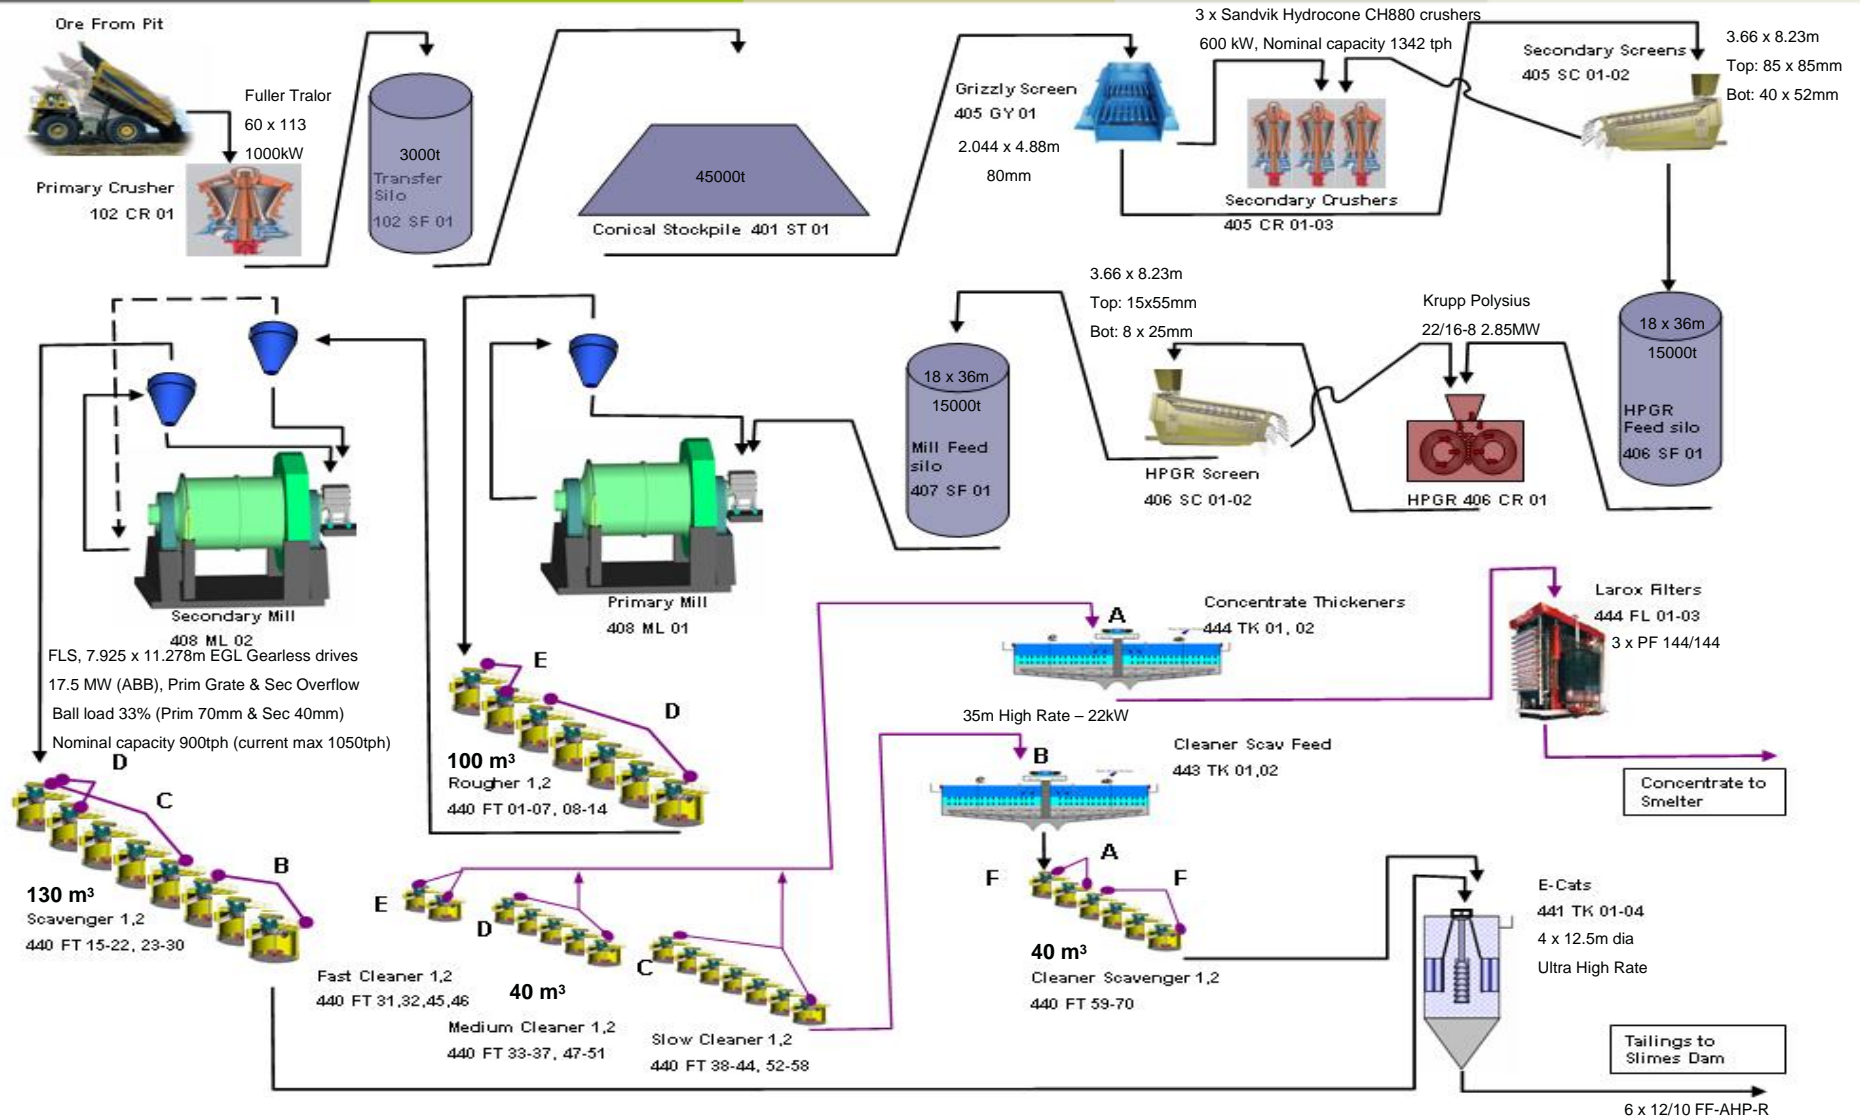 Ore From Pit
Fuller Tralor
60 x 113
1000kW
Primary Crusher
102 CR 01
3000t
Transfer
Silo
102 SF 01
45000t
Conical Stockpile 401 ST 01
Grizzly Screen
405 GY 01
2.044 x 4.88m
80mm
3 x Sandvik Hydrocone CH880 crushers
600 kW, Nominal capacity 1342 tph
Secondary Crushers
405 CR 01-03
Secondary Screens
405 SC 01-02
3.66 x 8.23m
Top: 85 x 85mm
Bot: 40 x 52mm
18 x 36m
15000t
HPGR
Feed silo
406 SF 01
Krupp Polysius
22/16-8 2.85MW
HPGR 406 CR 01
3.66 x 8.23m
Top: 15x55mm
Bot: 8 x 25mm
HPGR Screen
406 SC 01-02
18 x 36m
15000t
Mill Feed
silo
407 SF 01
Primary Mill
408 ML 01
Secondary Mill
408 ML 02
FLS, 7.925 x 11.278m EGL Gearless drives
17.5 MW (ABB), Prim Grate & Sec Overflow
Ball load 33% (Prim 70mm & Sec 40mm)
Nominal capacity 900tph (current max 1050tph)
E
D
100 m³
Rougher 1,2
440 FT 01-07, 08-14
D
C
B
130 m³
Scavenger 1,2
440 FT 15-22, 23-30
E
Fast Cleaner 1,2
440 FT 31,32,45,46
D
40 m³
Medium Cleaner 1,2
440 FT 33-37, 47-51
C
Slow Cleaner 1,2
440 FT 38-44, 52-58
A
Concentrate Thickeners
444 TK 01, 02
35m High Rate – 22kW
B
Cleaner Scav Feed
443 TK 01,02
F
A
F
40 m³
Cleaner Scavenger 1,2
440 FT 59-70
Larox Filters
444 FL 01-03
3 x PF 144/144
Concentrate to
Smelter
E-Cats
441 TK 01-04
4 x 12.5m dia
Ultra High Rate
Tailings to
Slimes Dam
6 x 12/10 FF-AHP-R